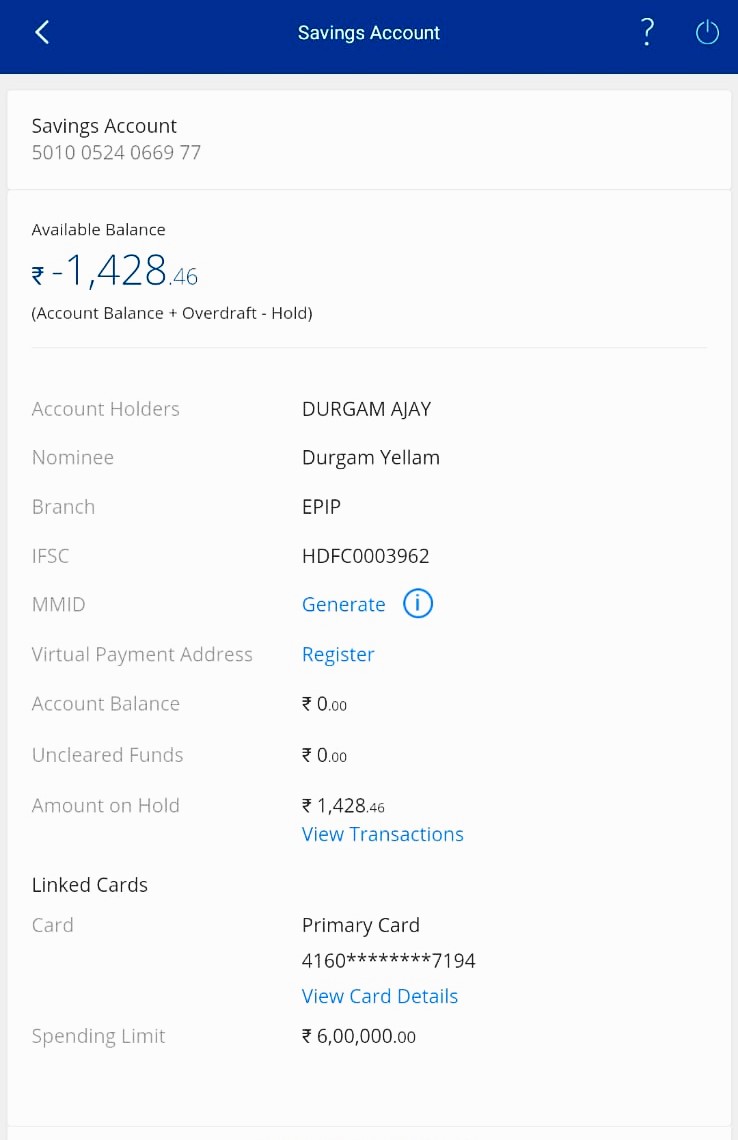 Savings Account
?
Savings Account
5010 0524 0669 77
Available Balance
₹ -1,428.46
(Account Balance + Overdraft - Hold)
Account Holders DURGAM AJAY
Nominee Durgam Yellam
Branch EPIP
IFSC HDFC0003962
MMID Generate i
Virtual Payment Address Register
Account Balance ₹ 0.00
Uncleared Funds ₹ 0.00
Amount on Hold ₹ 1,428.46
View Transactions
Linked Cards
Card Primary Card
4160********7194
View Card Details
Spending Limit ₹ 6,00,000.00